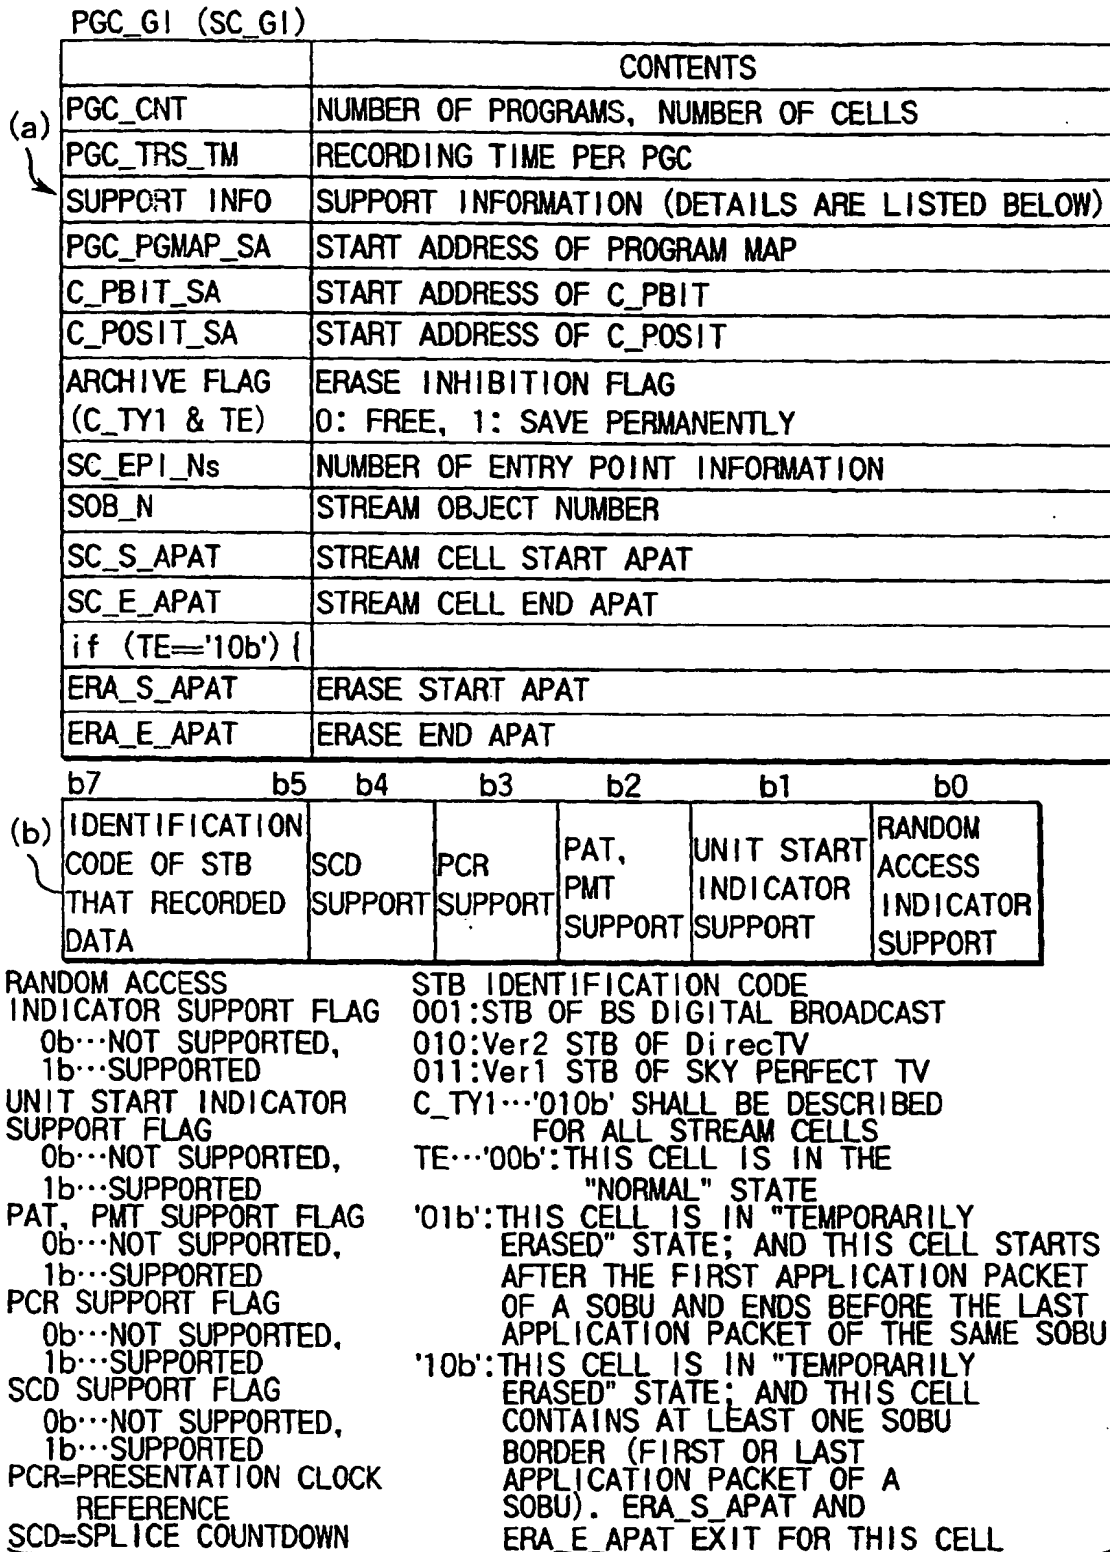 PGC_GI (SC_GI)
CONTENTS
(a)
PGC_CNT NUMBER OF PROGRAMS, NUMBER OF CELLS
PGC_TRS_TM RECORDING TIME PER PGC
SUPPORT INFO SUPPORT INFORMATION (DETAILS ARE LISTED BELOW)
PGC_PGMAP_SA START ADDRESS OF PROGRAM MAP
C_PBIT_SA START ADDRESS OF C_PBIT
C_POSIT_SA START ADDRESS OF C_POSIT
ARCHIVE FLAG ERASE INHIBITION FLAG
(C_TY1 & TE) 0: FREE, 1: SAVE PERMANENTLY
SC_EPI_Ns NUMBER OF ENTRY POINT INFORMATION
SOB_N STREAM OBJECT NUMBER
SC_S_APAT STREAM CELL START APAT
SC_E_APAT STREAM CELL END APAT
if (TE=='10b') {
ERA_S_APAT ERASE START APAT
ERA_E_APAT ERASE END APAT
b7 b5 b4 b3 b2 b1 b0
(b)
IDENTIFICATION
CODE OF STB
THAT RECORDED
DATA
SCD
SUPPORT
PCR
SUPPORT
PAT,
PMT
SUPPORT
UNIT START
INDICATOR
SUPPORT
RANDOM
ACCESS
INDICATOR
SUPPORT
RANDOM ACCESS
INDICATOR SUPPORT FLAG
0b···NOT SUPPORTED,
1b···SUPPORTED
UNIT START INDICATOR
SUPPORT FLAG
0b···NOT SUPPORTED,
1b···SUPPORTED
PAT, PMT SUPPORT FLAG
0b···NOT SUPPORTED,
1b···SUPPORTED
PCR SUPPORT FLAG
0b···NOT SUPPORTED,
1b···SUPPORTED
SCD SUPPORT FLAG
0b···NOT SUPPORTED,
1b···SUPPORTED
PCR=PRESENTATION CLOCK
REFERENCE
SCD=SPLICE COUNTDOWN
STB IDENTIFICATION CODE
001:STB OF BS DIGITAL BROADCAST
010:Ver2 STB OF DirecTV
011:Ver1 STB OF SKY PERFECT TV
C_TY1···'010b' SHALL BE DESCRIBED
FOR ALL STREAM CELLS
TE···'00b':THIS CELL IS IN THE
"NORMAL" STATE
'01b':THIS CELL IS IN "TEMPORARILY
ERASED" STATE; AND THIS CELL STARTS
AFTER THE FIRST APPLICATION PACKET
OF A SOBU AND ENDS BEFORE THE LAST
APPLICATION PACKET OF THE SAME SOBU
'10b':THIS CELL IS IN "TEMPORARILY
ERASED" STATE; AND THIS CELL
CONTAINS AT LEAST ONE SOBU
BORDER (FIRST OR LAST
APPLICATION PACKET OF A
SOBU). ERA_S_APAT AND
ERA_E_APAT EXIT FOR THIS CELL